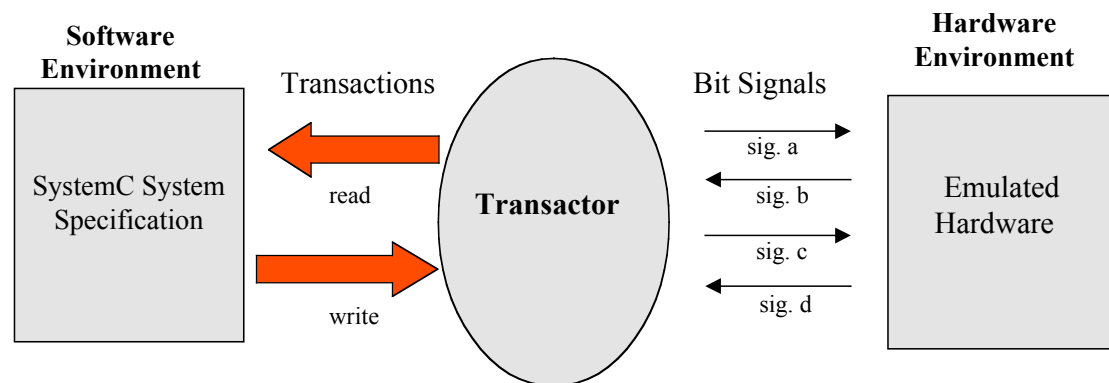 Software
Environment
Transactions
Bit Signals
Hardware
Environment
SystemC System
Specification
read
write
Transactor
sig. a
sig. b
sig. c
sig. d
Emulated
Hardware